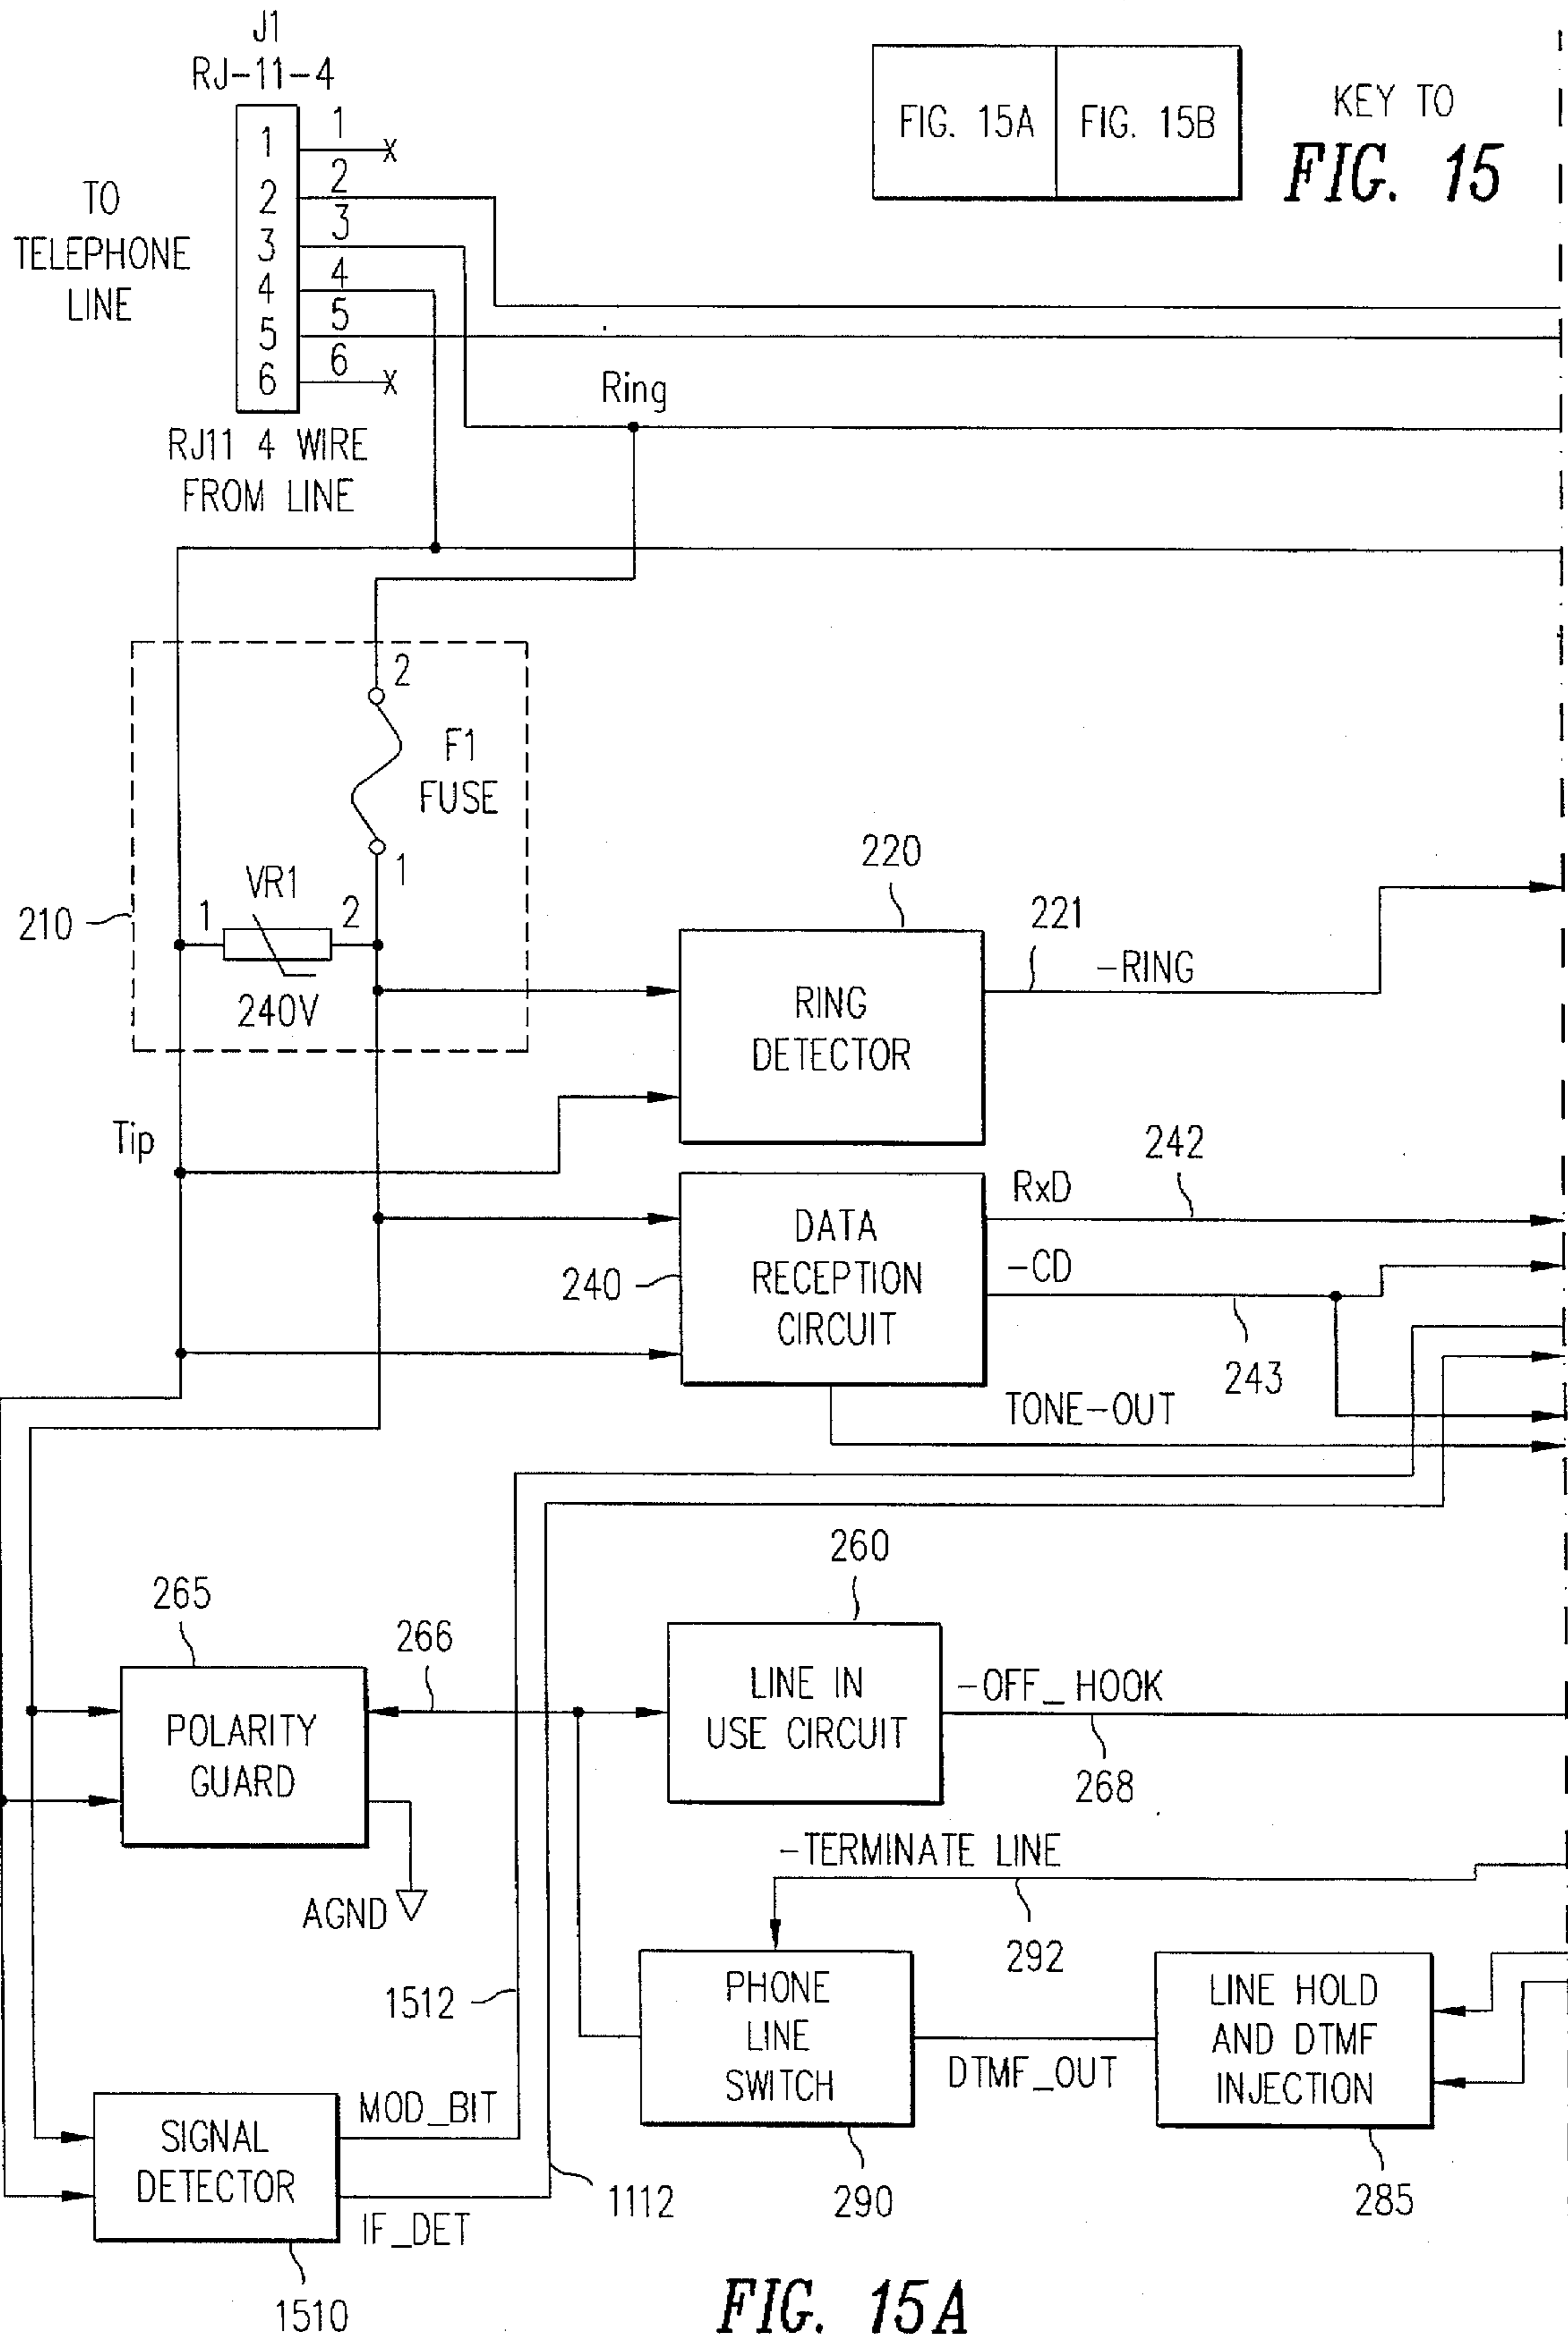 J1
RJ-11-4
1 1
2 2
3 3
4 4
5 5
6 6
TO
TELEPHONE
LINE
RJ11 4 WIRE
FROM LINE
FIG. 15A FIG. 15B
KEY TO
FIG. 15
Ring
2
F1
FUSE
1
VR1
1 2
240V
210
Tip
220
RING
DETECTOR
221
-RING
240
DATA
RECEPTION
CIRCUIT
RxD
242
-CD
243
TONE-OUT
265
POLARITY
GUARD
266
AGND
260
LINE IN
USE CIRCUIT
-OFF_HOOK
268
-TERMINATE LINE
292
PHONE
LINE
SWITCH
290
DTMF_OUT
LINE HOLD
AND DTMF
INJECTION
285
1512
SIGNAL
DETECTOR
1510
MOD_BIT
IF_DET
1112
FIG. 15A